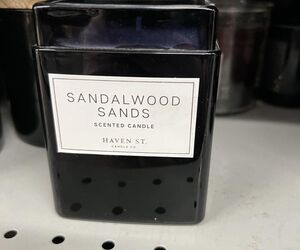 SANDALWOOD
SANDS
SCENTED CANDLE
HAVEN ST.
CANDLE CO.